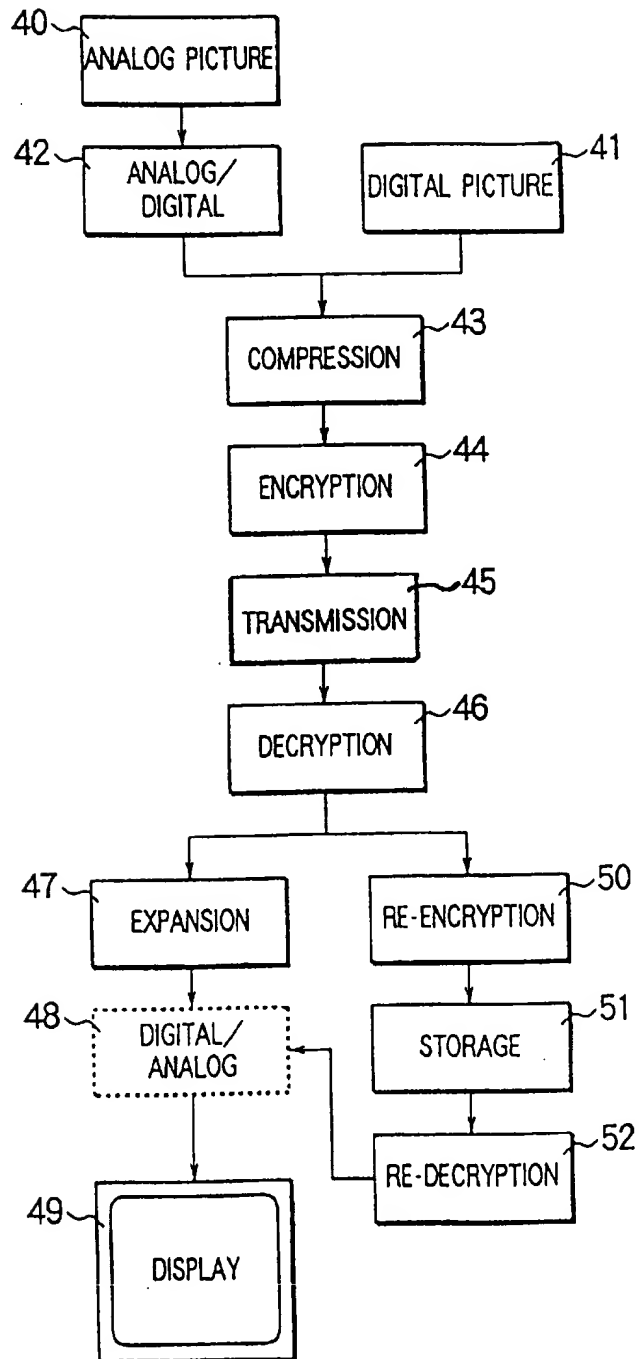 40
ANALOG PICTURE
42
ANALOG/
DIGITAL
41
DIGITAL PICTURE
43
COMPRESSION
44
ENCRYPTION
45
TRANSMISSION
46
DECRYPTION
47
EXPANSION
50
RE-ENCRYPTION
48
DIGITAL/
ANALOG
51
STORAGE
52
RE-DECRYPTION
49
DISPLAY